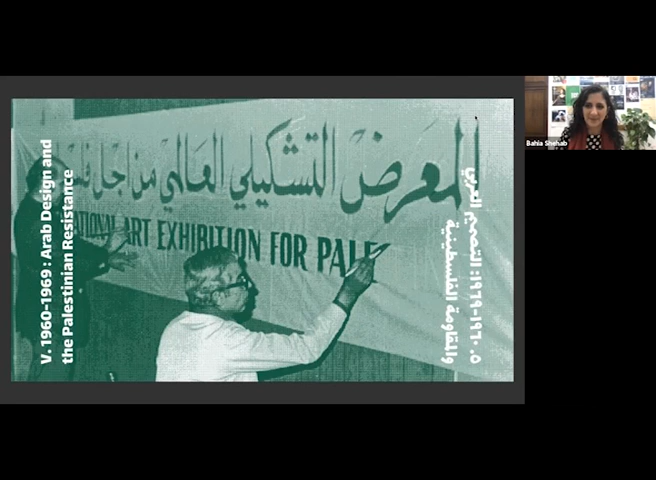 المعرض التشكيلي العالمي من اجل
ATIONAL ART EXHIBITION FOR PALE
V. 1960-1969 : Arab Design and
the Palestinian Resistance
٥. ١٩٦٠-١٩٦٩: التصميم العربي
والمقاومة الفلسطينية
Bahia Shehab